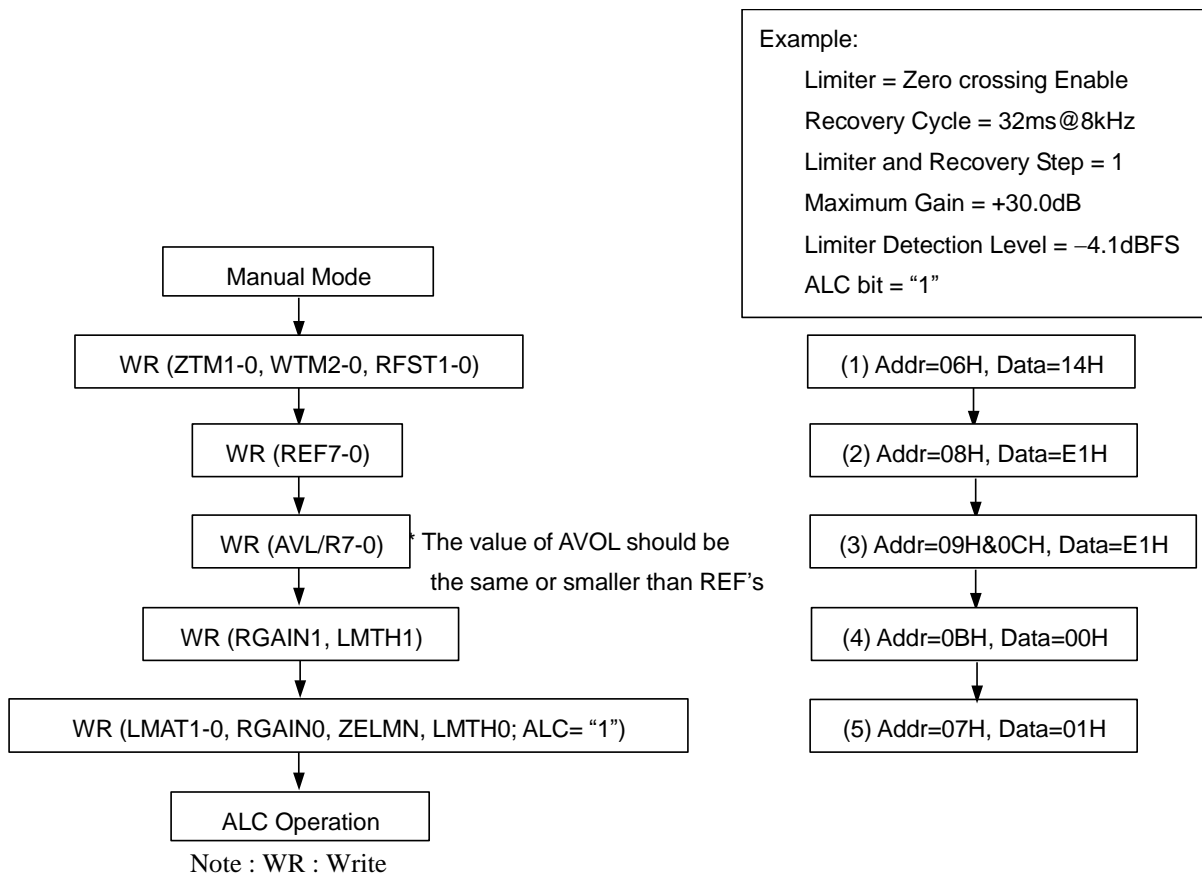 Example:
Limiter = Zero crossing Enable
Recovery Cycle = 32ms@8kHz
Limiter and Recovery Step = 1
Maximum Gain = +30.0dB
Limiter Detection Level = −4.1dBFS
ALC bit = “1”
Manual Mode
WR (ZTM1-0, WTM2-0, RFST1-0)
WR (REF7-0)
WR (AVL/R7-0)
* The value of AVOL should be
the same or smaller than REF’s
WR (RGAIN1, LMTH1)
WR (LMAT1-0, RGAIN0, ZELMN, LMTH0; ALC= “1”)
ALC Operation
Note : WR : Write
(1) Addr=06H, Data=14H
(2) Addr=08H, Data=E1H
(3) Addr=09H&0CH, Data=E1H
(4) Addr=0BH, Data=00H
(5) Addr=07H, Data=01H